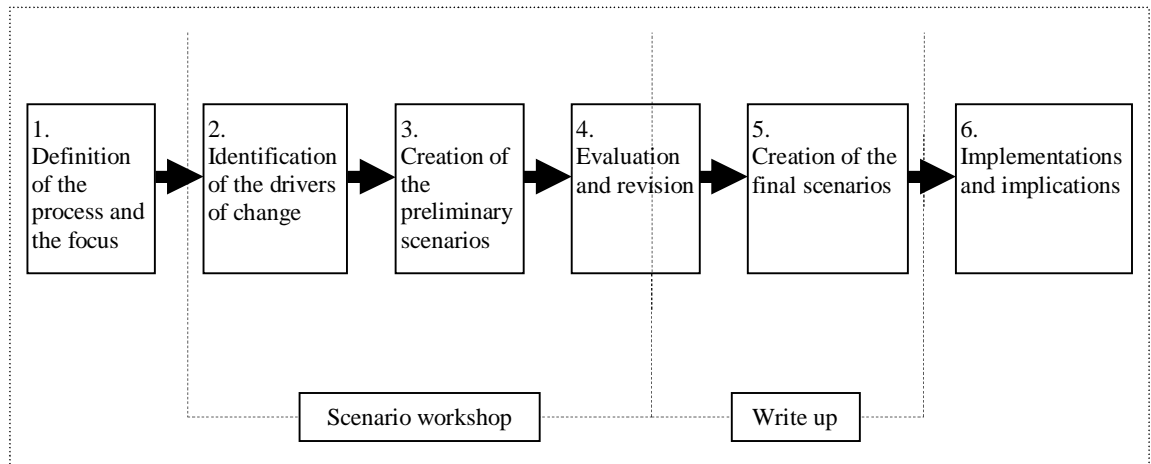 1.
Definition
of the
process and
the focus
2.
Identification
of the drivers
of change
3.
Creation of
the
preliminary
scenarios
4.
Evaluation
and revision
5.
Creation of the
final scenarios
6.
Implementations
and implications
Scenario workshop
Write up